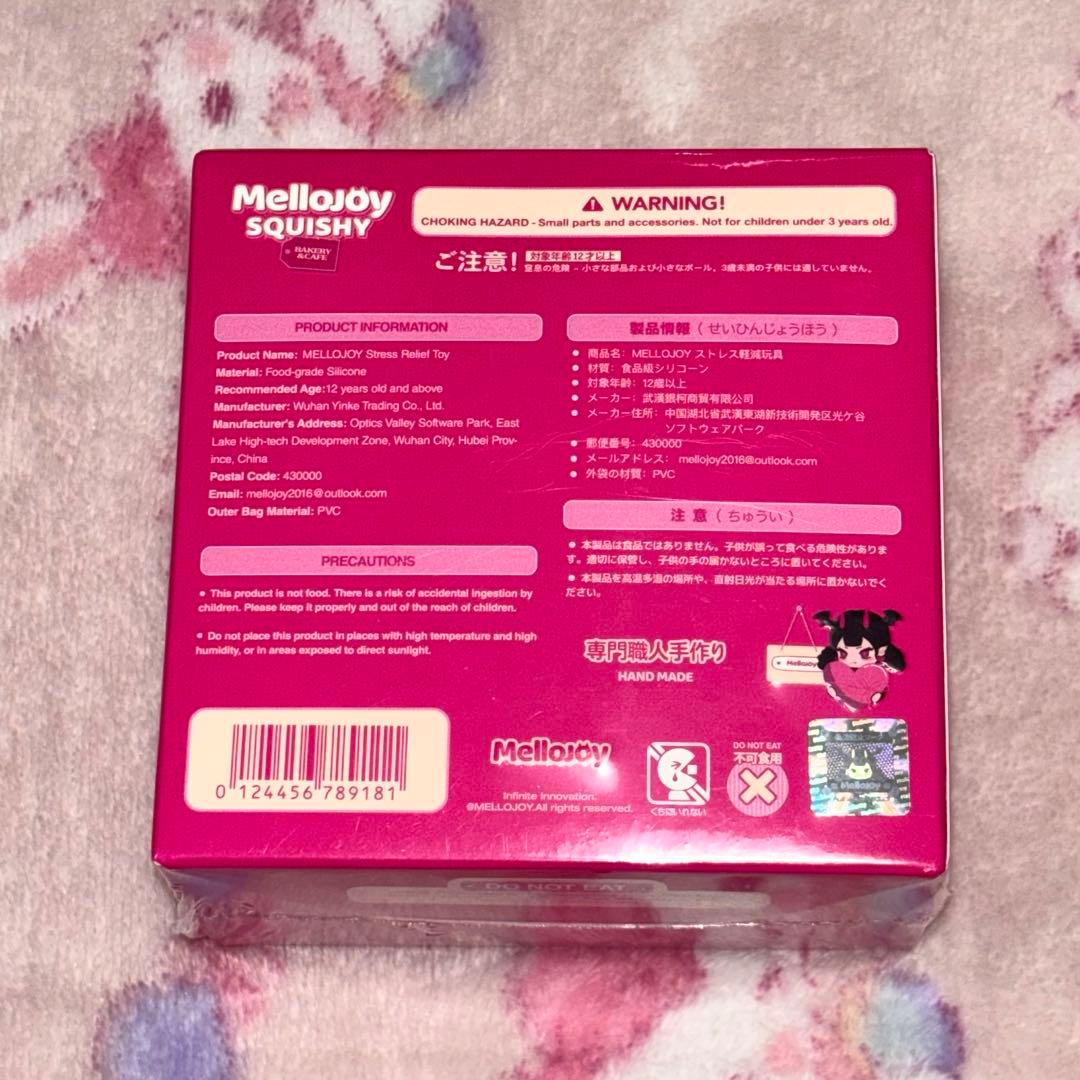 Mellojoy
SQUISHY
BAKERY
&CAFE
⚠ WARNING!
CHOKING HAZARD - Small parts and accessories. Not for children under 3 years old.
ご注意! 対象年齢12才以上
窒息の危険 - 小さな部品および小さなボール。3歳未満の子供には適していません。
PRODUCT INFORMATION
Product Name: MELLOJOY Stress Relief Toy
Material: Food-grade Silicone
Recommended Age:12 years old and above
Manufacturer: Wuhan Yinke Trading Co., Ltd.
Manufacturer's Address: Optics Valley Software Park, East
Lake High-tech Development Zone, Wuhan City, Hubei Prov-
ince, China
Postal Code: 430000
Email: mellojoy2016@outlook.com
Outer Bag Material: PVC
PRECAUTIONS
• This product is not food. There is a risk of accidental ingestion by
children. Please keep it properly and out of the reach of children.
• Do not place this product in places with high temperature and high
humidity, or in areas exposed to direct sunlight.
製品情報（せいひんじょうほう）
• 商品名: MELLOJOY ストレス軽減玩具
• 材質: 食品級シリコーン
• 対象年齢: 12歳以上
• メーカー: 武漢銀柯商貿有限公司
• メーカー住所: 中国湖北省武漢東湖新技術開発区光ケ谷
ソフトウェアパーク
• 郵便番号: 430000
• メールアドレス: mellojoy2016@outlook.com
• 外袋の材質: PVC
注意（ちゅうい）
• 本製品は食品ではありません。子供が誤って食べる危険性がありま
す。適切に保管し、子供の手の届かないところに置いてください。
• 本製品を高温多湿の場所や、直射日光が当たる場所に置かないでく
ださい。
専門職人手作り
HAND MADE
Mellojoy
0 124456 789181
Mellojoy
Infinite innovation.
@MELLOJOY.All rights reserved.
くちにいれない
DO NOT EAT
不可食用
Mellojoy
DO NOT EAT